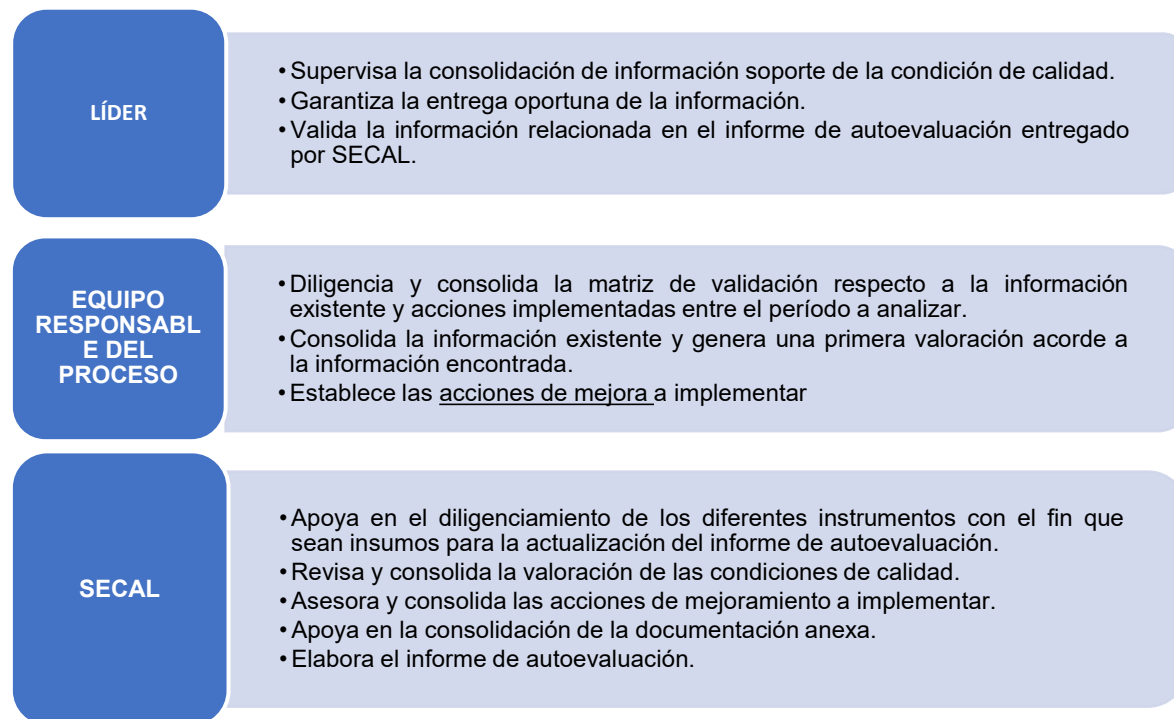 LÍDER
• Supervisa la consolidación de información soporte de la condición de calidad.
• Garantiza la entrega oportuna de la información.
• Valida la información relacionada en el informe de autoevaluación entregado
por SECAL.
EQUIPO
RESPONSABL
E DEL
PROCESO
• Diligencia y consolida la matriz de validación respecto a la información
existente y acciones implementadas entre el período a analizar.
• Consolida la información existente y genera una primera valoración acorde a
la información encontrada.
• Establece las acciones de mejora a implementar
SECAL
• Apoya en el diligenciamiento de los diferentes instrumentos con el fin que
sean insumos para la actualización del informe de autoevaluación.
• Revisa y consolida la valoración de las condiciones de calidad.
• Asesora y consolida las acciones de mejoramiento a implementar.
• Apoya en la consolidación de la documentación anexa.
• Elabora el informe de autoevaluación.